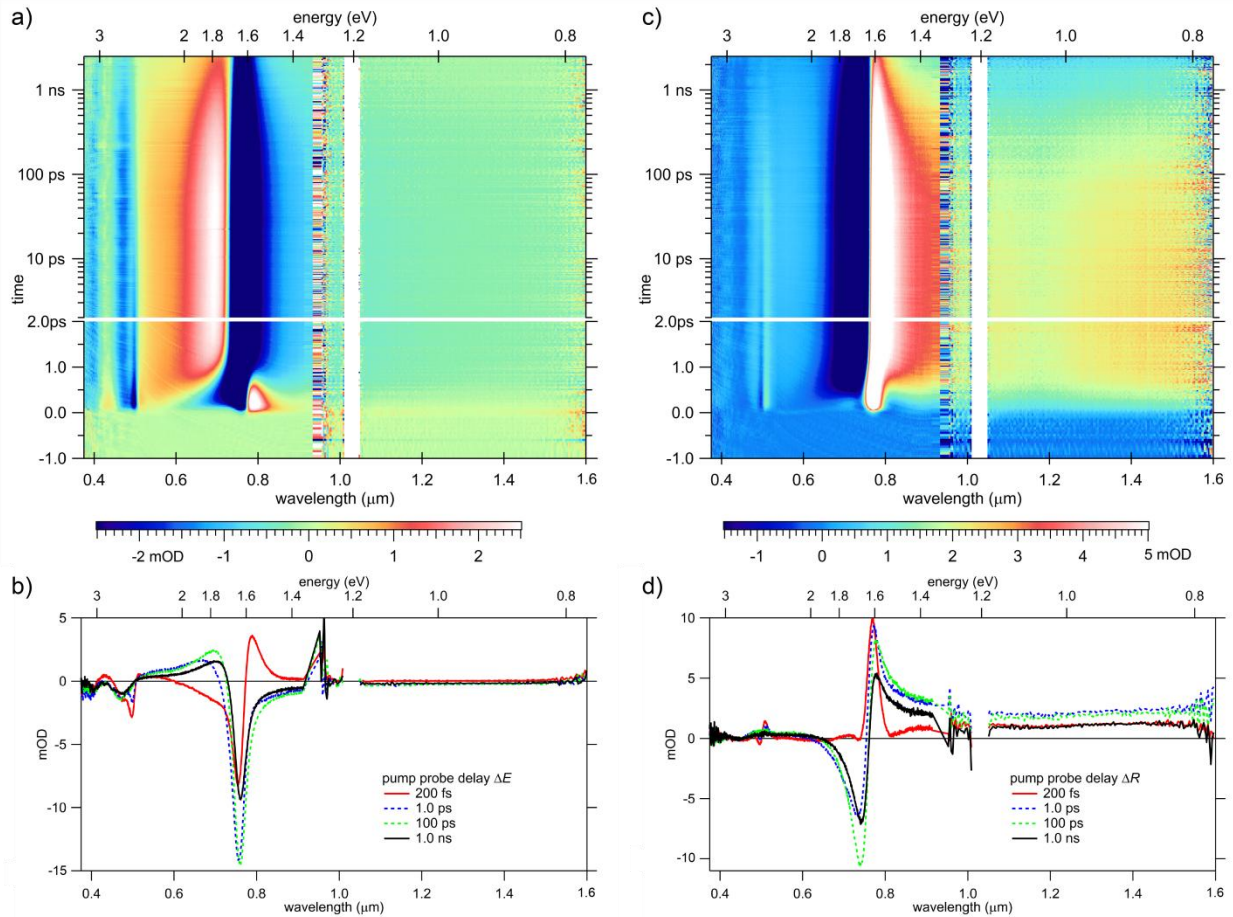 a)
energy (eV)
3 2 1.8 1.6 1.4 1.2 1.0 0.8
1 ns
100 ps
10 ps
time
2.0ps
1.0
0.0
-1.0
0.4 0.6 0.8 1.0 1.2 1.4 1.6
wavelength (μm)
-2 mOD -1 0 1 2
c)
energy (eV)
3 2 1.8 1.6 1.4 1.2 1.0 0.8
1 ns
100 ps
10 ps
time
2.0ps
1.0
0.0
-1.0
0.4 0.6 0.8 1.0 1.2 1.4 1.6
wavelength (μm)
-1 0 1 2 3 4 5 mOD
b)
energy (eV)
3 2 1.8 1.6 1.4 1.2 1.0 0.8
5
0
-5
-10
-15
mOD
pump probe delay ΔE
200 fs
1.0 ps
100 ps
1.0 ns
0.4 0.6 0.8 1.0 1.2 1.4 1.6
wavelength (μm)
d)
energy (eV)
3 2 1.8 1.6 1.4 1.2 1.0 0.8
10
5
0
-5
-10
mOD
pump probe delay ΔR
200 fs
1.0 ps
100 ps
1.0 ns
0.4 0.6 0.8 1.0 1.2 1.4 1.6
wavelength (μm)